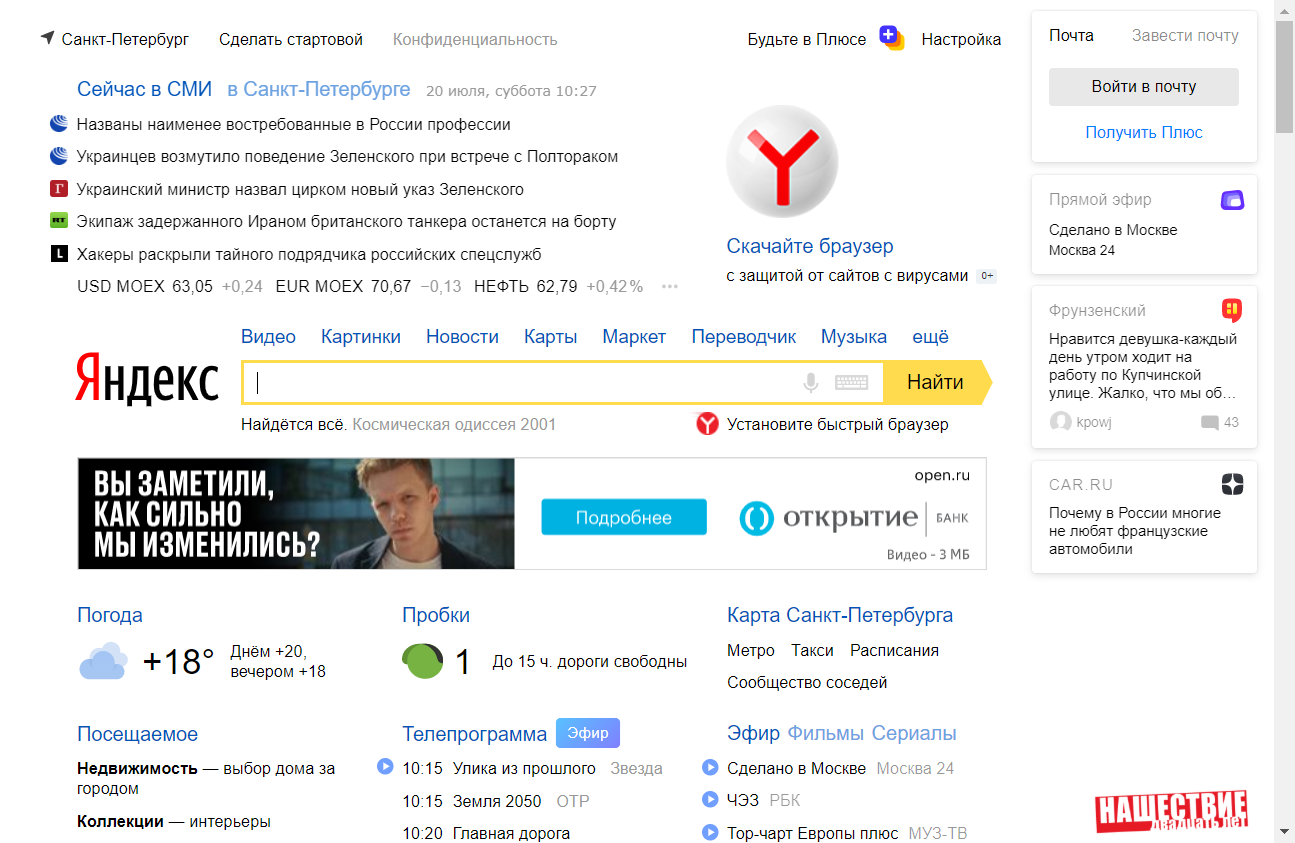 Санкт-Петербург Сделать стартовой Конфиденциальность Будьте в Плюсе Настройка
Сейчас в СМИ в Санкт-Петербурге 20 июля, суббота 10:27
Названы наименее востребованные в России профессии
Украинцев возмутило поведение Зеленского при встрече с Полтораком
Г Украинский министр назвал цирком новый указ Зеленского
RT Экипаж задержанного Ираном британского танкера останется на борту
L Хакеры раскрыли тайного подрядчика российских спецслужб
USD MOEX 63,05 +0,24 EUR MOEX 70,67 −0,13 НЕФТЬ 62,79 +0,42%
Y
Скачайте браузер
с защитой от сайтов с вирусами 0+
Видео Картинки Новости Карты Маркет Переводчик Музыка ещё
Яндекс
Найти
Найдётся всё. Космическая одиссея 2001
Y Установите быстрый браузер
ВЫ ЗАМЕТИЛИ,
КАК СИЛЬНО
МЫ ИЗМЕНИЛИСЬ?
Подробнее
open.ru
открытие БАНК
Видео - 3 МБ
Погода
+18° Днём +20,
вечером +18
Пробки
1 До 15 ч. дороги свободны
Карта Санкт-Петербурга
Метро Такси Расписания
Сообщество соседей
Посещаемое
Недвижимость — выбор дома за
городом
Коллекции — интерьеры
Телепрограмма Эфир
10:15 Улика из прошлого Звезда
10:15 Земля 2050 ОТР
10:20 Главная дорога
Эфир Фильмы Сериалы
Сделано в Москве Москва 24
ЧЭЗ РБК
Тор-чарт Европы плюс МУЗ-ТВ
Почта Завести почту
Войти в почту
Получить Плюс
Прямой эфир
Сделано в Москве
Москва 24
Фрунзенский
Нравится девушка-каждый
день утром ходит на
работу по Купчинской
улице. Жалко, что мы об…
kpowj 43
CAR.RU
Почему в России многие
не любят французские
автомобили
НАШЕСТВИЕ
двадцать лет